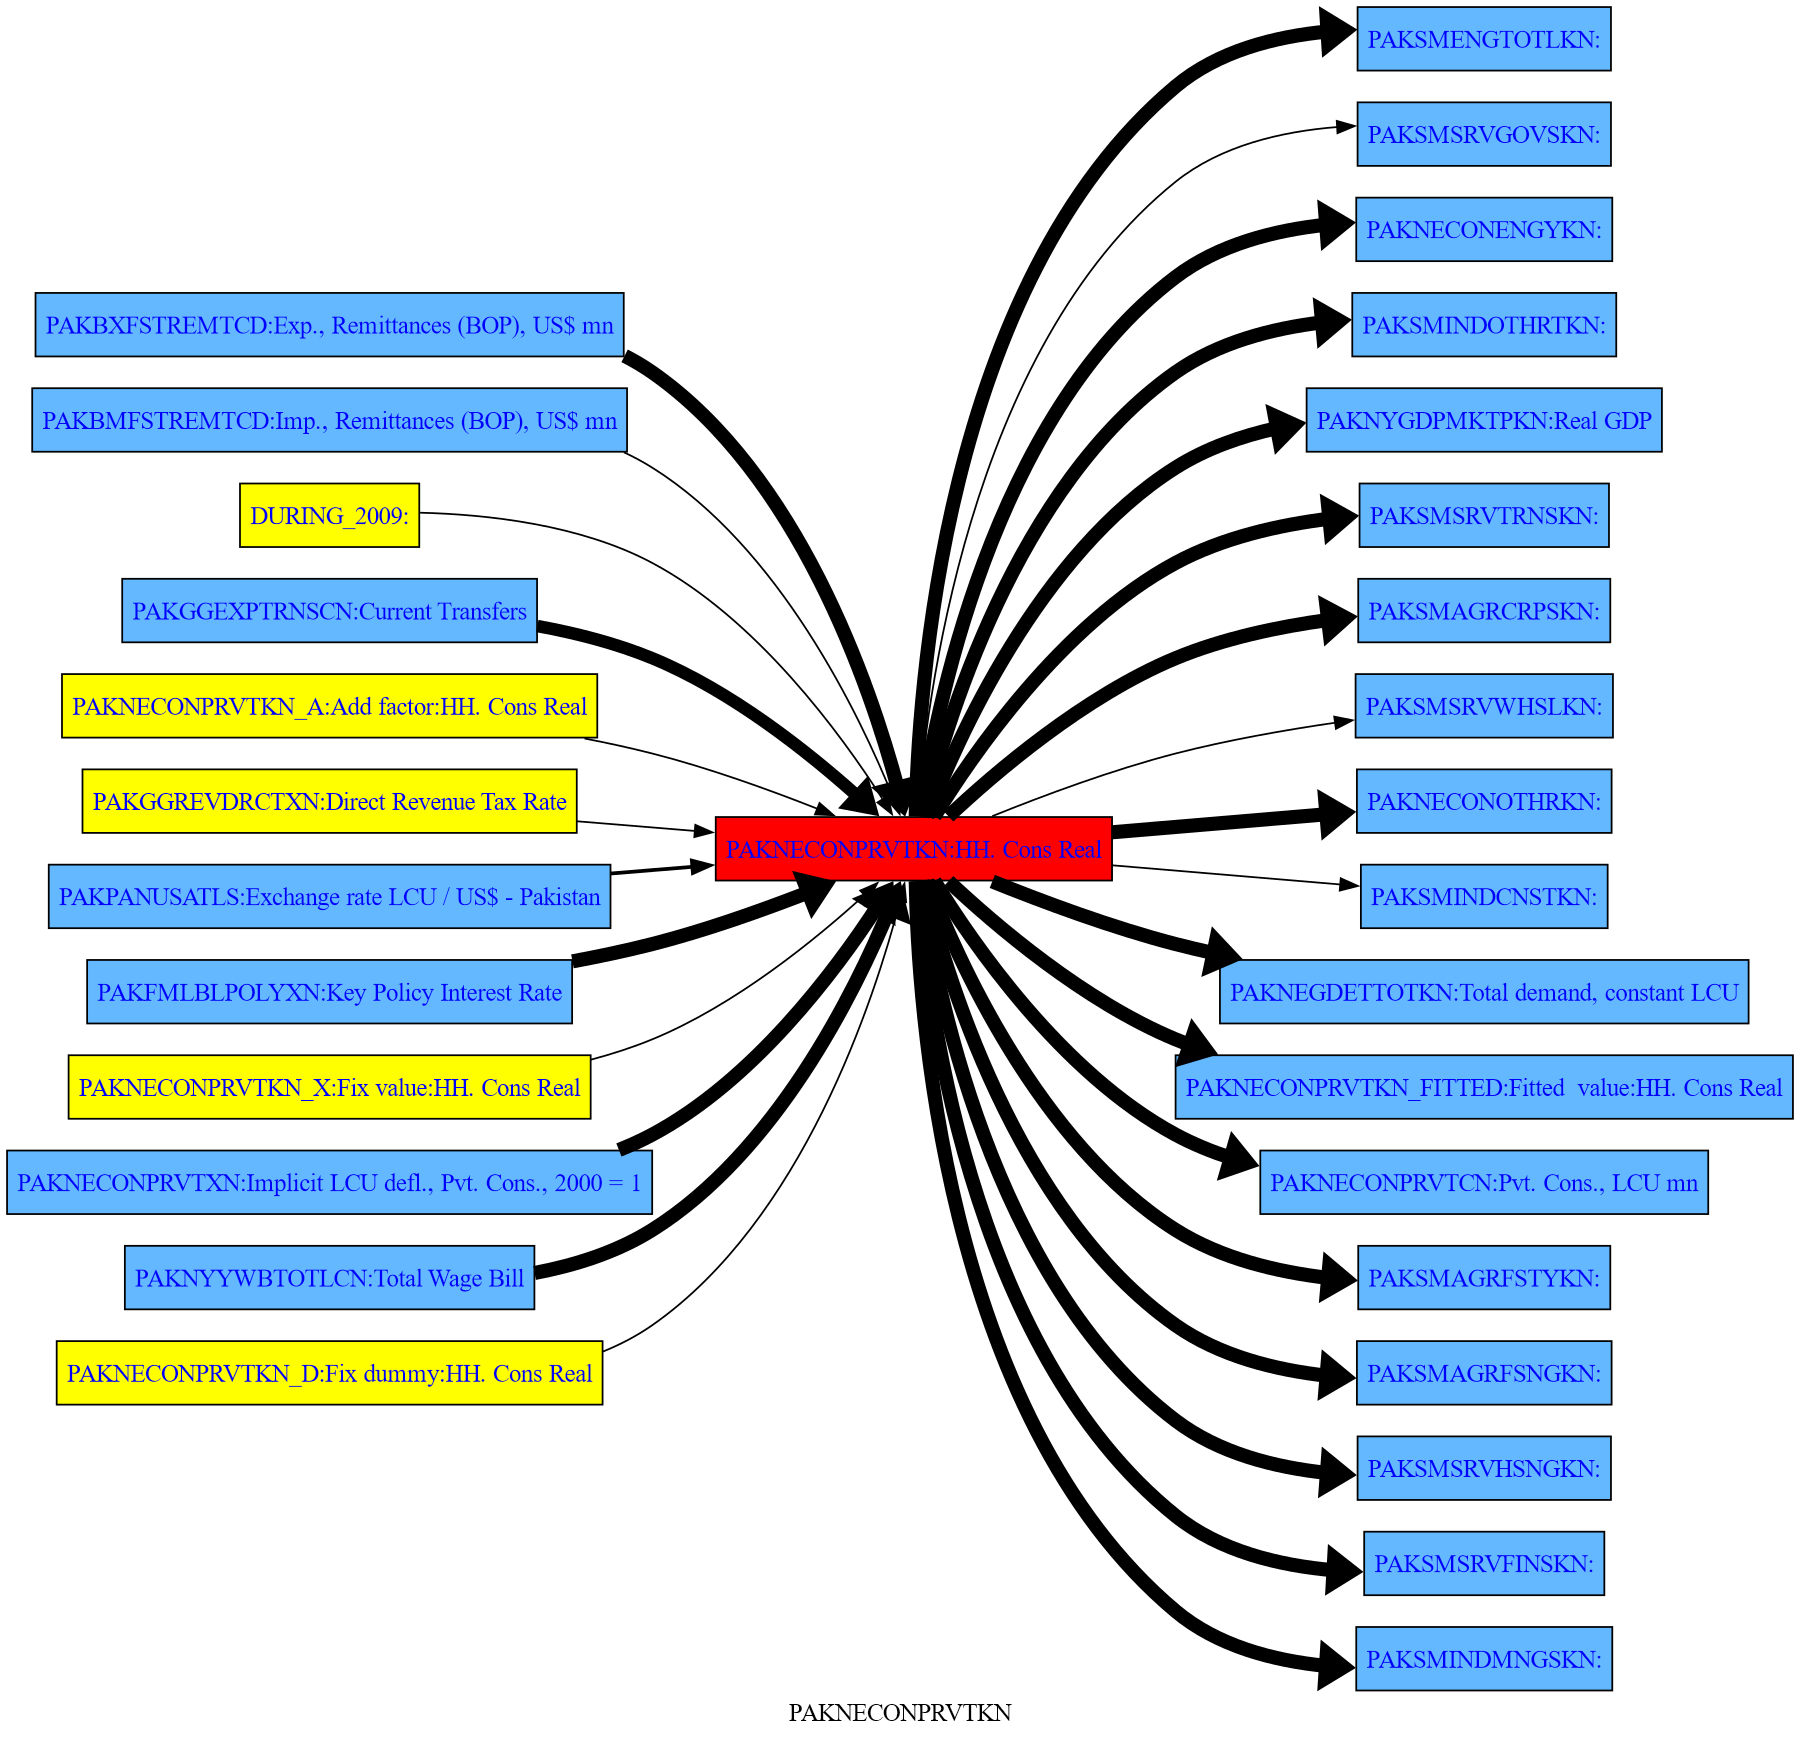 PAKBXFSTREMTCD:Exp., Remittances (BOP), US$ mn
PAKBMFSTREMTCD:Imp., Remittances (BOP), US$ mn
DURING_2009:
PAKGGEXPTRNSCN:Current Transfers
PAKNECONPRVTKN_A:Add factor:HH. Cons Real
PAKGGREVDRCTXN:Direct Revenue Tax Rate
PAKPANUSATLS:Exchange rate LCU / US$ - Pakistan
PAKFMLBLPOLYXN:Key Policy Interest Rate
PAKNECONPRVTKN_X:Fix value:HH. Cons Real
PAKNECONPRVTXN:Implicit LCU defl., Pvt. Cons., 2000 = 1
PAKNYYWBTOTLCN:Total Wage Bill
PAKNECONPRVTKN_D:Fix dummy:HH. Cons Real
PAKNECONPRVTKN:HH. Cons Real
PAKSMENGTOTLKN:
PAKSMSRVGOVSKN:
PAKNECONENGYKN:
PAKSMINDOTHRTKN:
PAKNYGDPMKTPKN:Real GDP
PAKSMSRVTRNSKN:
PAKSMAGRCRPSKN:
PAKSMSRVWHSLKN:
PAKNECONOTHRKN:
PAKSMINDCNSTKN:
PAKNEGDETTOTKN:Total demand, constant LCU
PAKNECONPRVTKN_FITTED:Fitted  value:HH. Cons Real
PAKNECONPRVTCN:Pvt. Cons., LCU mn
PAKSMAGRFSTYKN:
PAKSMAGRFSNGKN:
PAKSMSRVHSNGKN:
PAKSMSRVFINSKN:
PAKSMINDMNGSKN:
PAKNECONPRVTKN